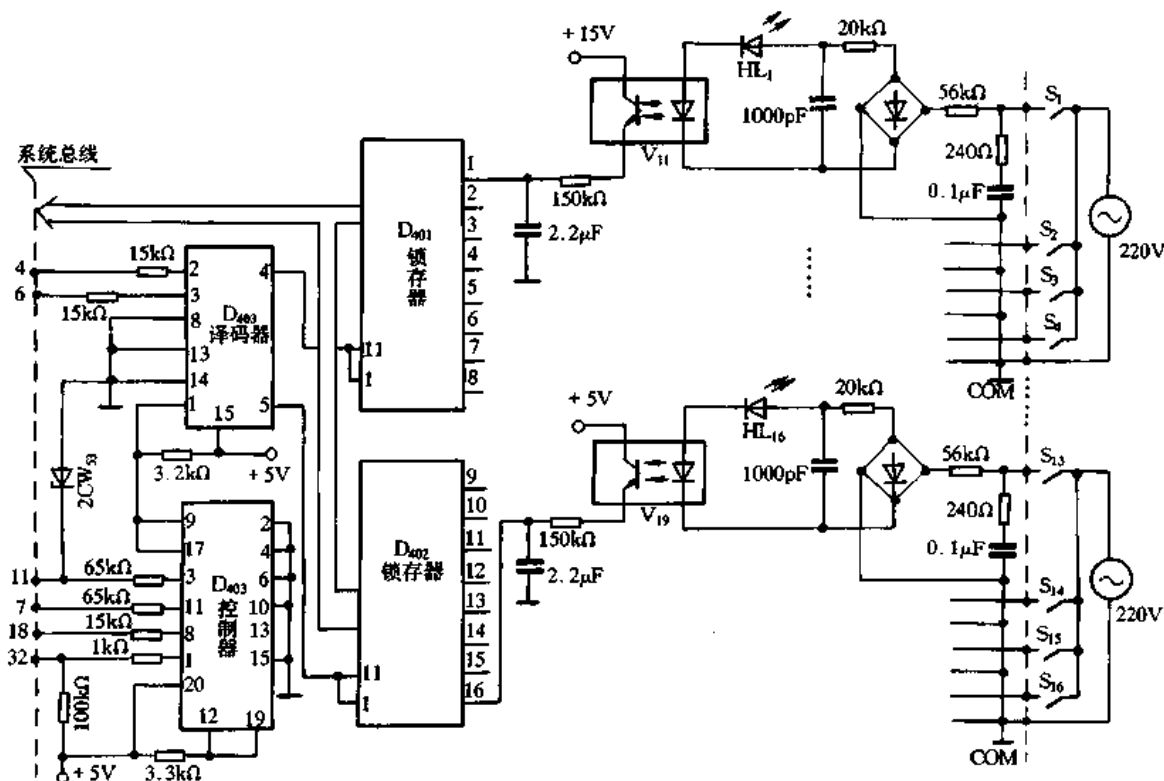 系统总线
4
6
15kΩ
15kΩ
2
3
8
13
14
1
4
5
15
D403
译码器
3.2kΩ
+5V
2CW53
11
7
18
32
65kΩ
65kΩ
15kΩ
1kΩ
100kΩ
+5V
3.3kΩ
9
17
3
11
8
1
20
12
19
2
4
6
10
13
15
D403
控制器
D401
锁存器
1
2
3
4
5
6
7
8
11
1
D402
锁存器
9
10
11
12
13
14
15
16
11
1
150kΩ
2.2μF
+15V
V11
HL1
1000pF
20kΩ
56kΩ
240Ω
0.1μF
S1
S2
S3
S4
220V
COM
150kΩ
2.2μF
+5V
V19
HL16
1000pF
20kΩ
56kΩ
240Ω
0.1μF
S13
S14
S15
S16
220V
COM